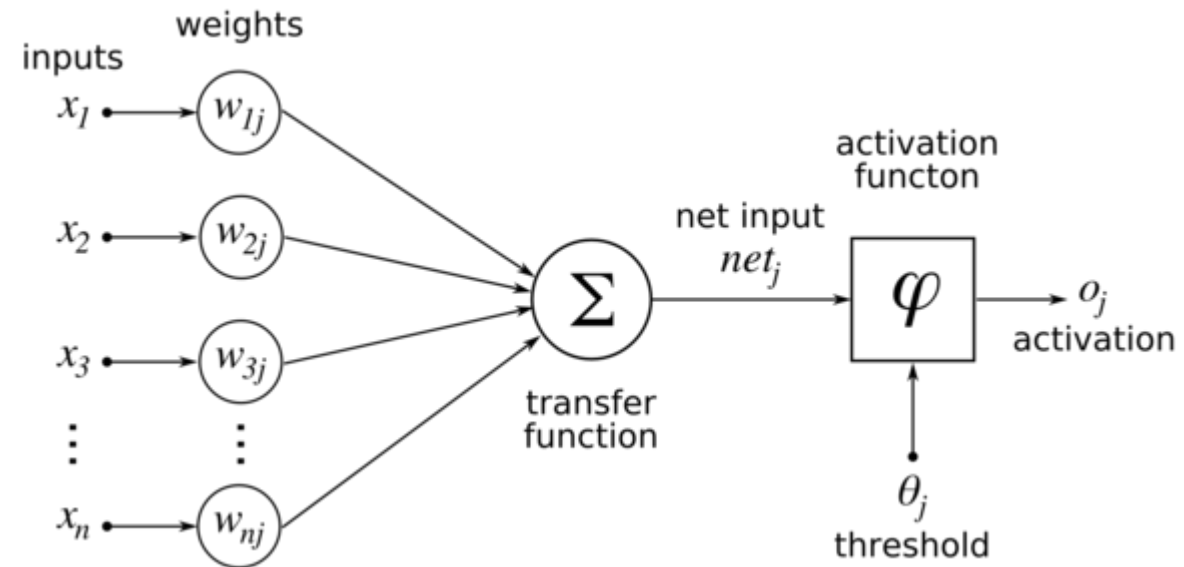 weights
inputs
x1
w1j
x2
w2j
x3
w3j
⋮
⋮
xn
wnj
Σ
transfer
function
net input
netj
activation
functon
φ
oj
activation
θj
threshold